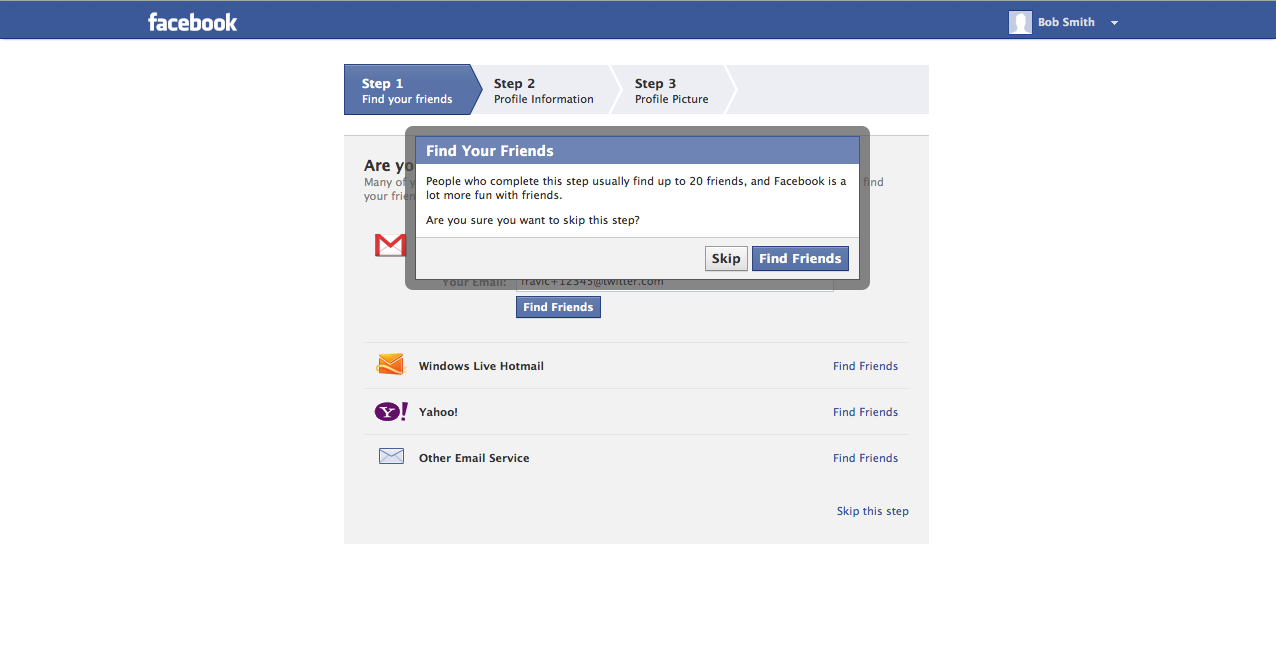 facebook
Bob Smith
Step 1
Find your friends
Step 2
Profile Information
Step 3
Profile Picture
Find Your Friends
Are yo
Many of y
find
your frien
People who complete this step usually find up to 20 friends, and Facebook is a
lot more fun with friends.
Are you sure you want to skip this step?
Skip
Find Friends
Your Email:
travic+12345@twitter.com
Find Friends
Windows Live Hotmail
Find Friends
Y!
Yahoo!
Find Friends
Other Email Service
Find Friends
Skip this step